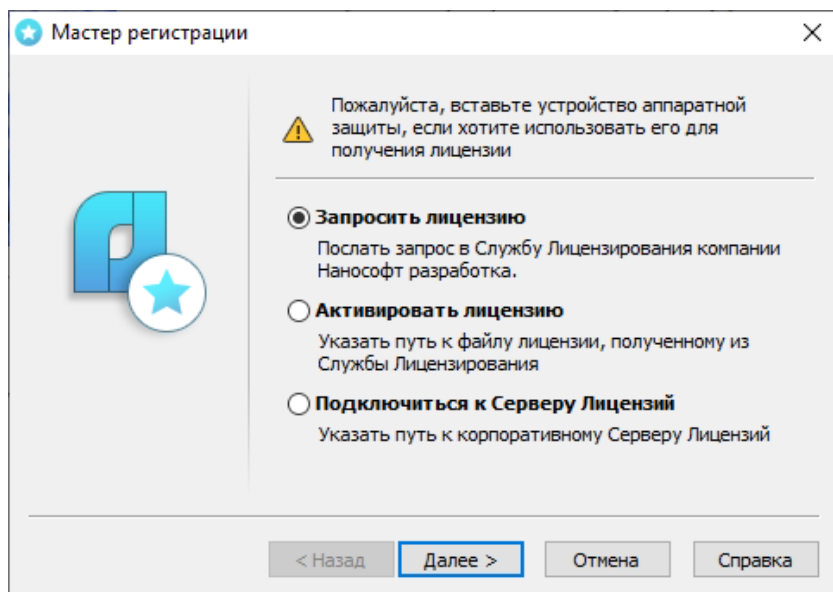 Мастер регистрации
Пожалуйста, вставьте устройство аппаратной
защиты, если хотите использовать его для
получения лицензии
Запросить лицензию
Послать запрос в Службу Лицензирования компании
Нанософт разработка.
Активировать лицензию
Указать путь к файлу лицензии, полученному из
Службы Лицензирования
Подключиться к Серверу Лицензий
Указать путь к корпоративному Серверу Лицензий
< Назад
Далее >
Отмена
Справка